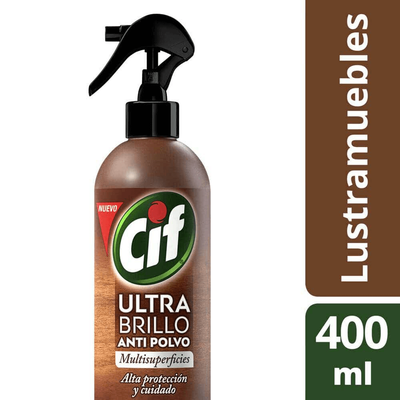 NUEVO
Cif
ULTRA
BRILLO
ANTI POLVO
Multisuperficies
Alta protección
y cuidado
Lustramuebles
400
ml